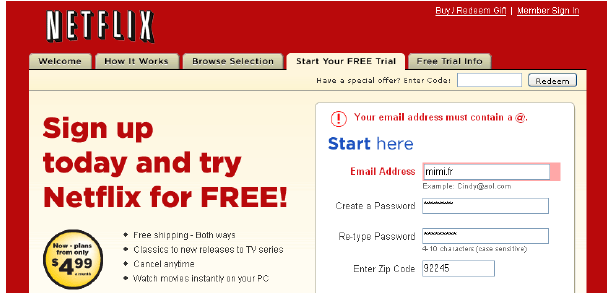 NETFLIX
Buy / Redeem Gift | Member Sign In
Welcome
How It Works
Browse Selection
Start Your FREE Trial
Free Trial Info
Have a special offer? Enter Code!
Redeem
Sign up
today and try
Netflix for FREE!
Now - plans
from only
$4.99
a month
Free shipping - Both ways
Classics to new releases to TV series
Cancel anytime
Watch movies instantly on your PC
Your email address must contain a @.
Start here
Email Address
mimi.fr
Example: Cindy@aol.com
Create a Password
Re-type Password
4-10 characters (case sensitive)
Enter Zip Code
92245